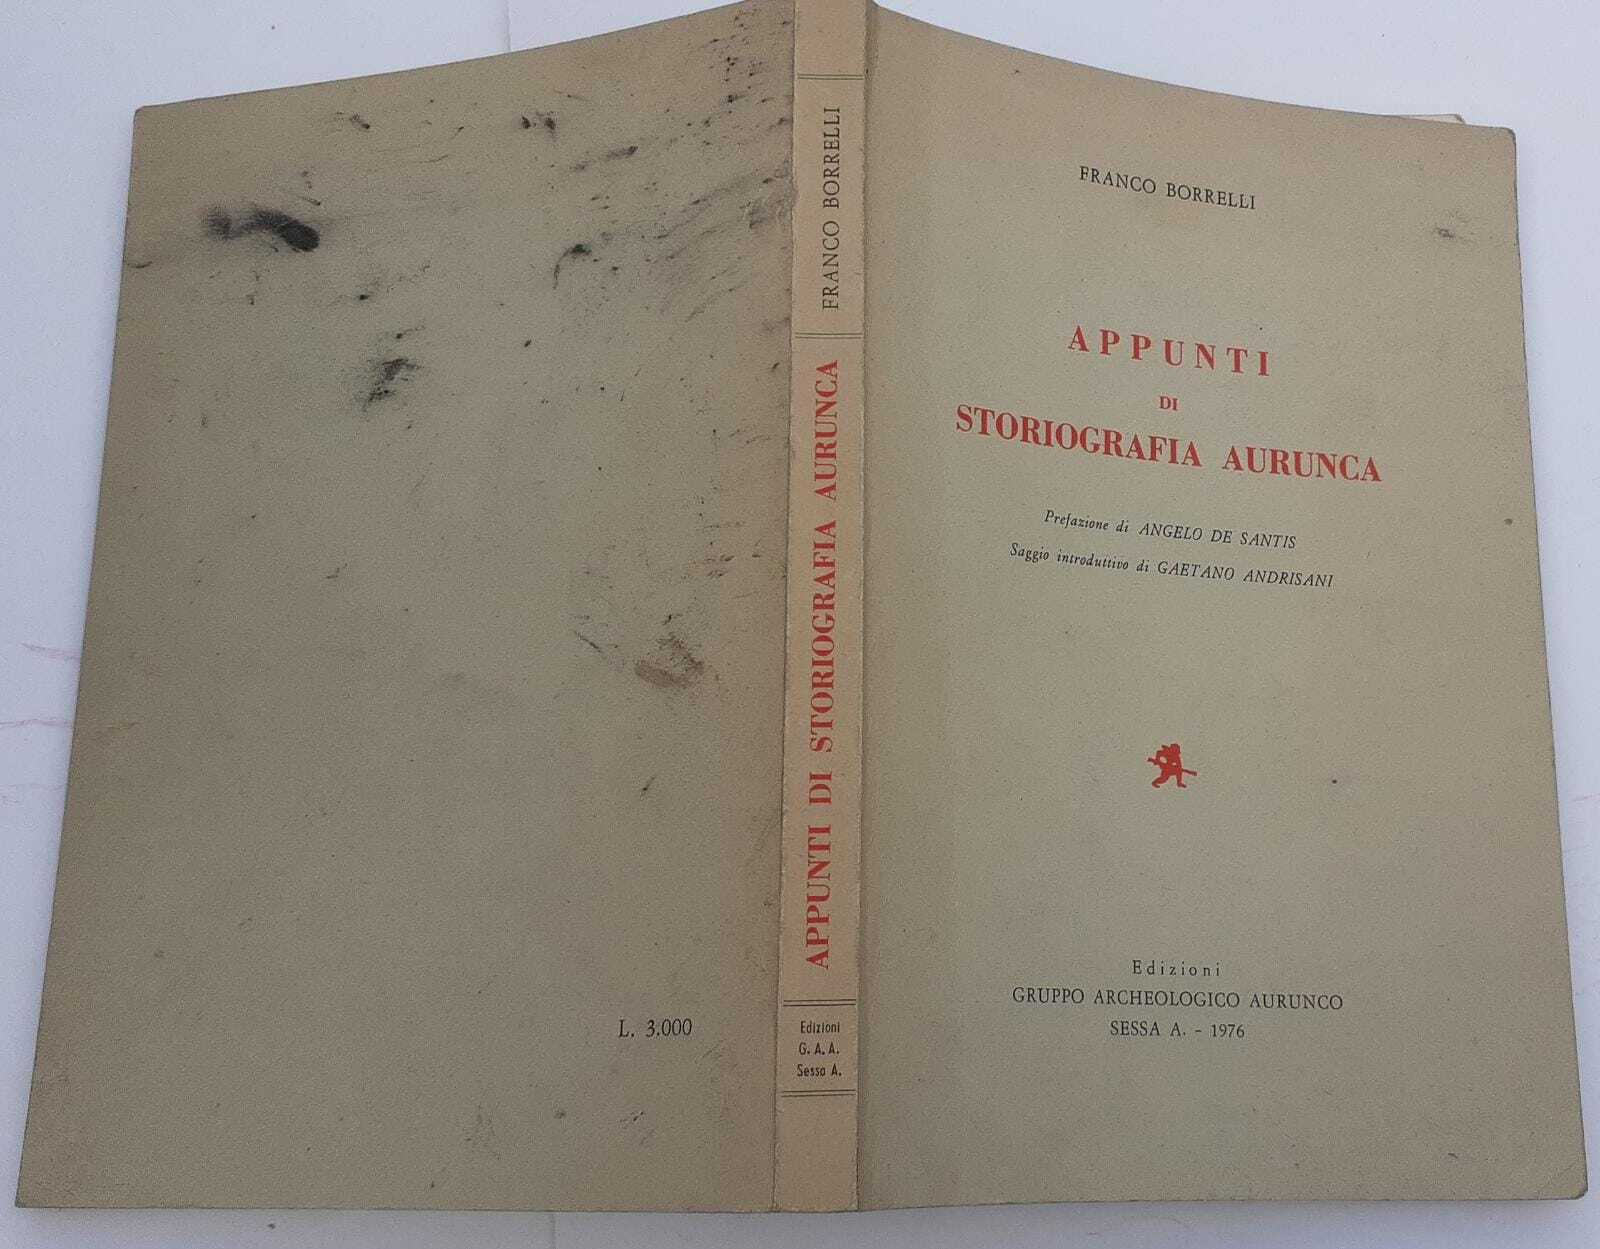 L. 3.000
FRANCO BORRELLI
APPUNTI DI STORIOGRAFIA AURUNCA
Edizioni
G. A. A.
Sessa A.
FRANCO BORRELLI
APPUNTI
DI
STORIOGRAFIA AURUNCA
Prefazione di ANGELO DE SANTIS
Saggio introduttivo di GAETANO ANDRISANI
Edizioni
GRUPPO ARCHEOLOGICO AURUNCO
SESSA A. - 1976